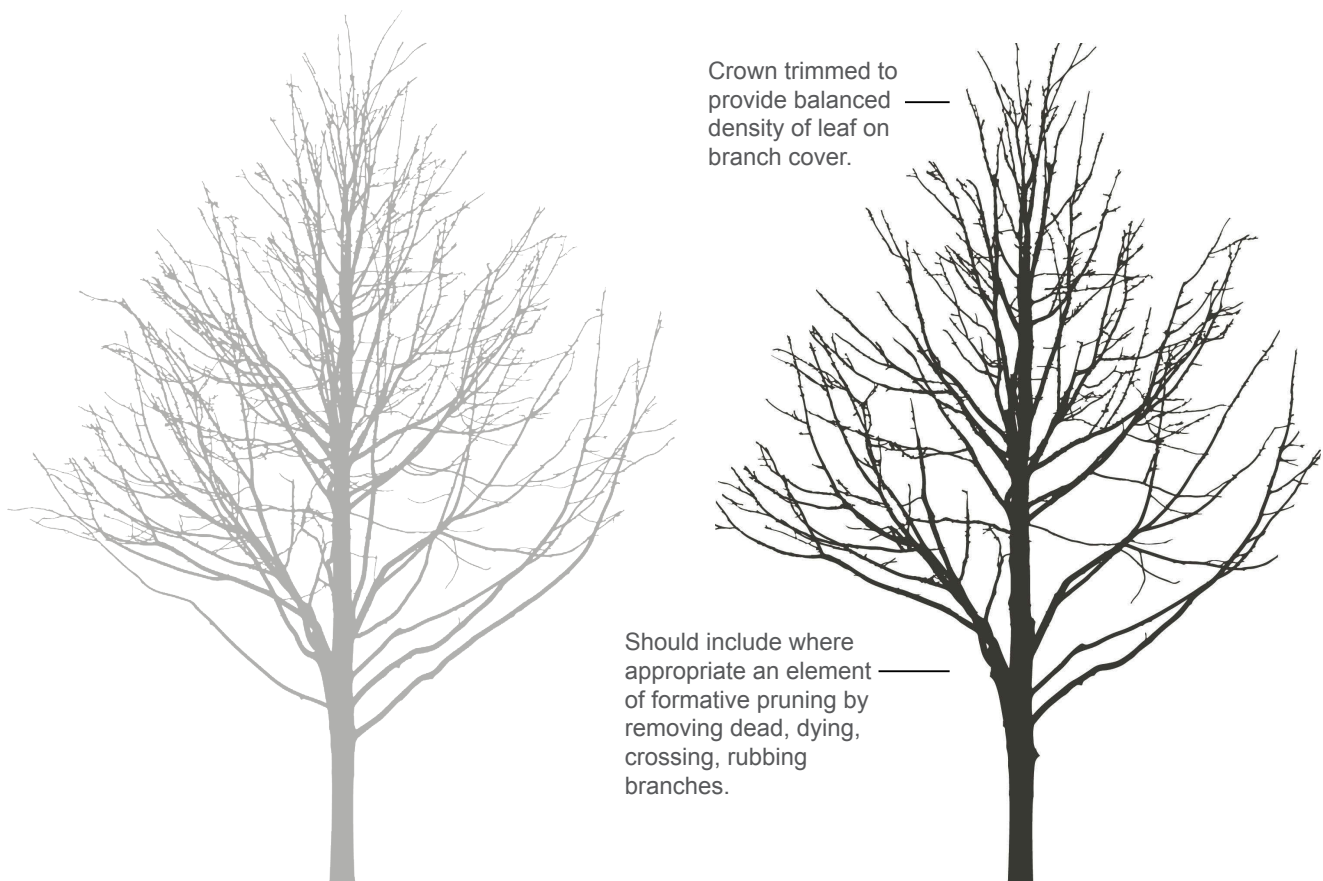 Crown trimmed to
provide balanced
density of leaf on
branch cover.
Should include where
appropriate an element
of formative pruning by
removing dead, dying,
crossing, rubbing
branches.